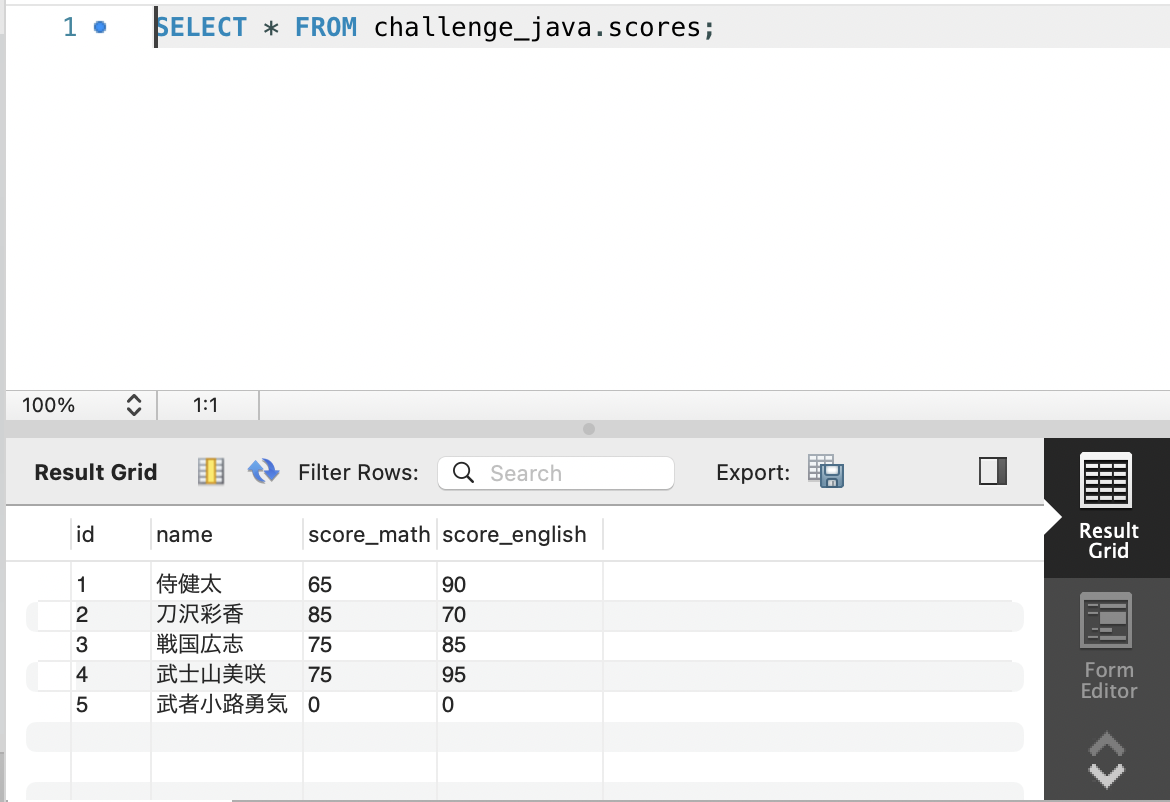 1 SELECT * FROM challenge_java.scores;
100% 1:1
Result Grid Filter Rows: Search Export:
Result
Grid
Form
Editor
id name score_math score_english
1 侍健太 65 90
2 刀沢彩香 85 70
3 戦国広志 75 85
4 武士山美咲 75 95
5 武者小路勇気 0 0